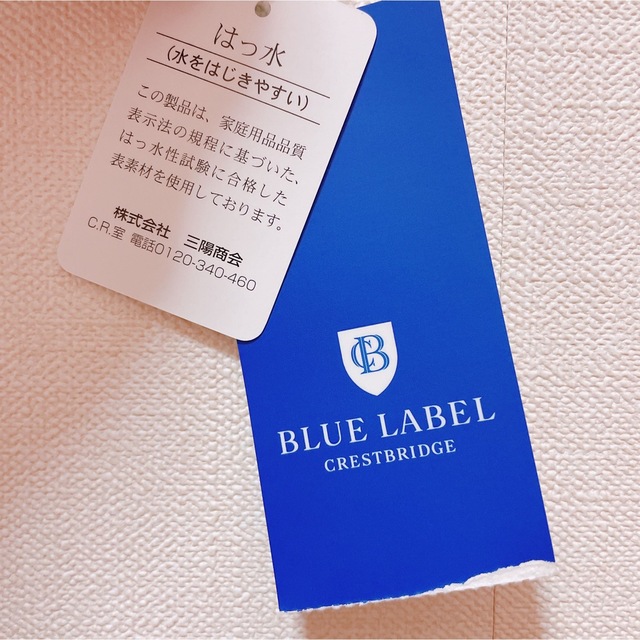 はっ水
(水をはじきやすい)
この製品は、家庭用品品質
表示法の規程に基づいた、
はっ水性試験に合格した
表素材を使用しております。
株式会社 三陽商会
C.R.室 電話0120-340-460
CB
BLUE LABEL
CRESTBRIDGE